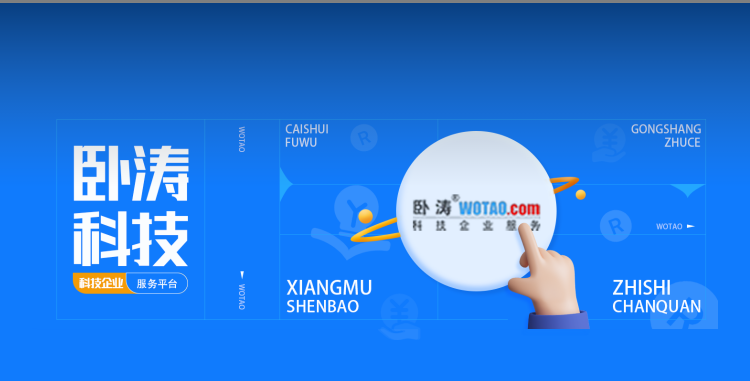 卧涛
科技
科技企业 服务平台
WOTAO
WOTAO
CAISHUI
FUWU
R
GONGSHANG
ZHUCE
卧涛®WOTAO.com
科技企业服务
R
WOTAO
XIANGMU
SHENBAO
ZHISHI
CHANQUAN